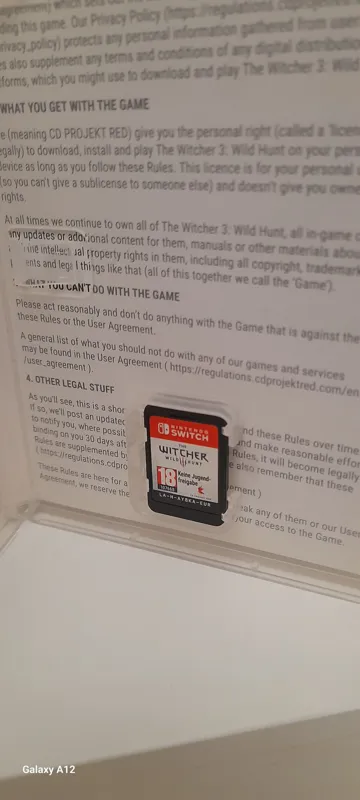 ding this game. Our Privacy Policy (https://regulations.cdprojektred
rivacy_policy) protects any personal information gathered from users
es also supplement any terms and conditions of any digital distribution
forms, which you might use to download and play The Witcher 3: Wild
WHAT YOU GET WITH THE GAME
e (meaning CD PROJEKT RED) give you the personal right (called a 'licen
egally) to download, install and play The Witcher 3: Wild Hunt on your pers
device as long as you follow these Rules. This licence is for your personal
(so you can't give a sublicense to someone else) and doesn't give you owne
rights.
At all times we continue to own all of The Witcher 3: Wild Hunt, all in-game
any updates or additional content for them, manuals or other materials abou
intellectual property rights in them, including all copyright, trademark
ents and legal things like that (all of this together we call the 'Game').
YOU CAN'T DO WITH THE GAME
Please act reasonably and don't do anything with the Game that is against the
these Rules or the User Agreement.
A general list of what you should not do with any of our games and services
may be found in the User Agreement ( https://regulations.cdprojektred.com/en
/user_agreement ).
4. OTHER LEGAL STUFF
As you'll see, this is a shor
nd these Rules over time
If so, we'll post an updated
and make reasonable effor
to notify you, where possib
Rules, it will become legally
binding on you 30 days aft
e also remember that these
Rules are supplemented b
( https://regulations.cdpro
ement )
These Rules are here for a
eak any of them or our User
Agreement, we reserve the
your access to the Game.
NINTENDO
SWITCH
THE
WITCHER
WILD HUNT
18
Keine Jugend-
freigabe
LA-H-AVSKA-EUR
Galaxy A12